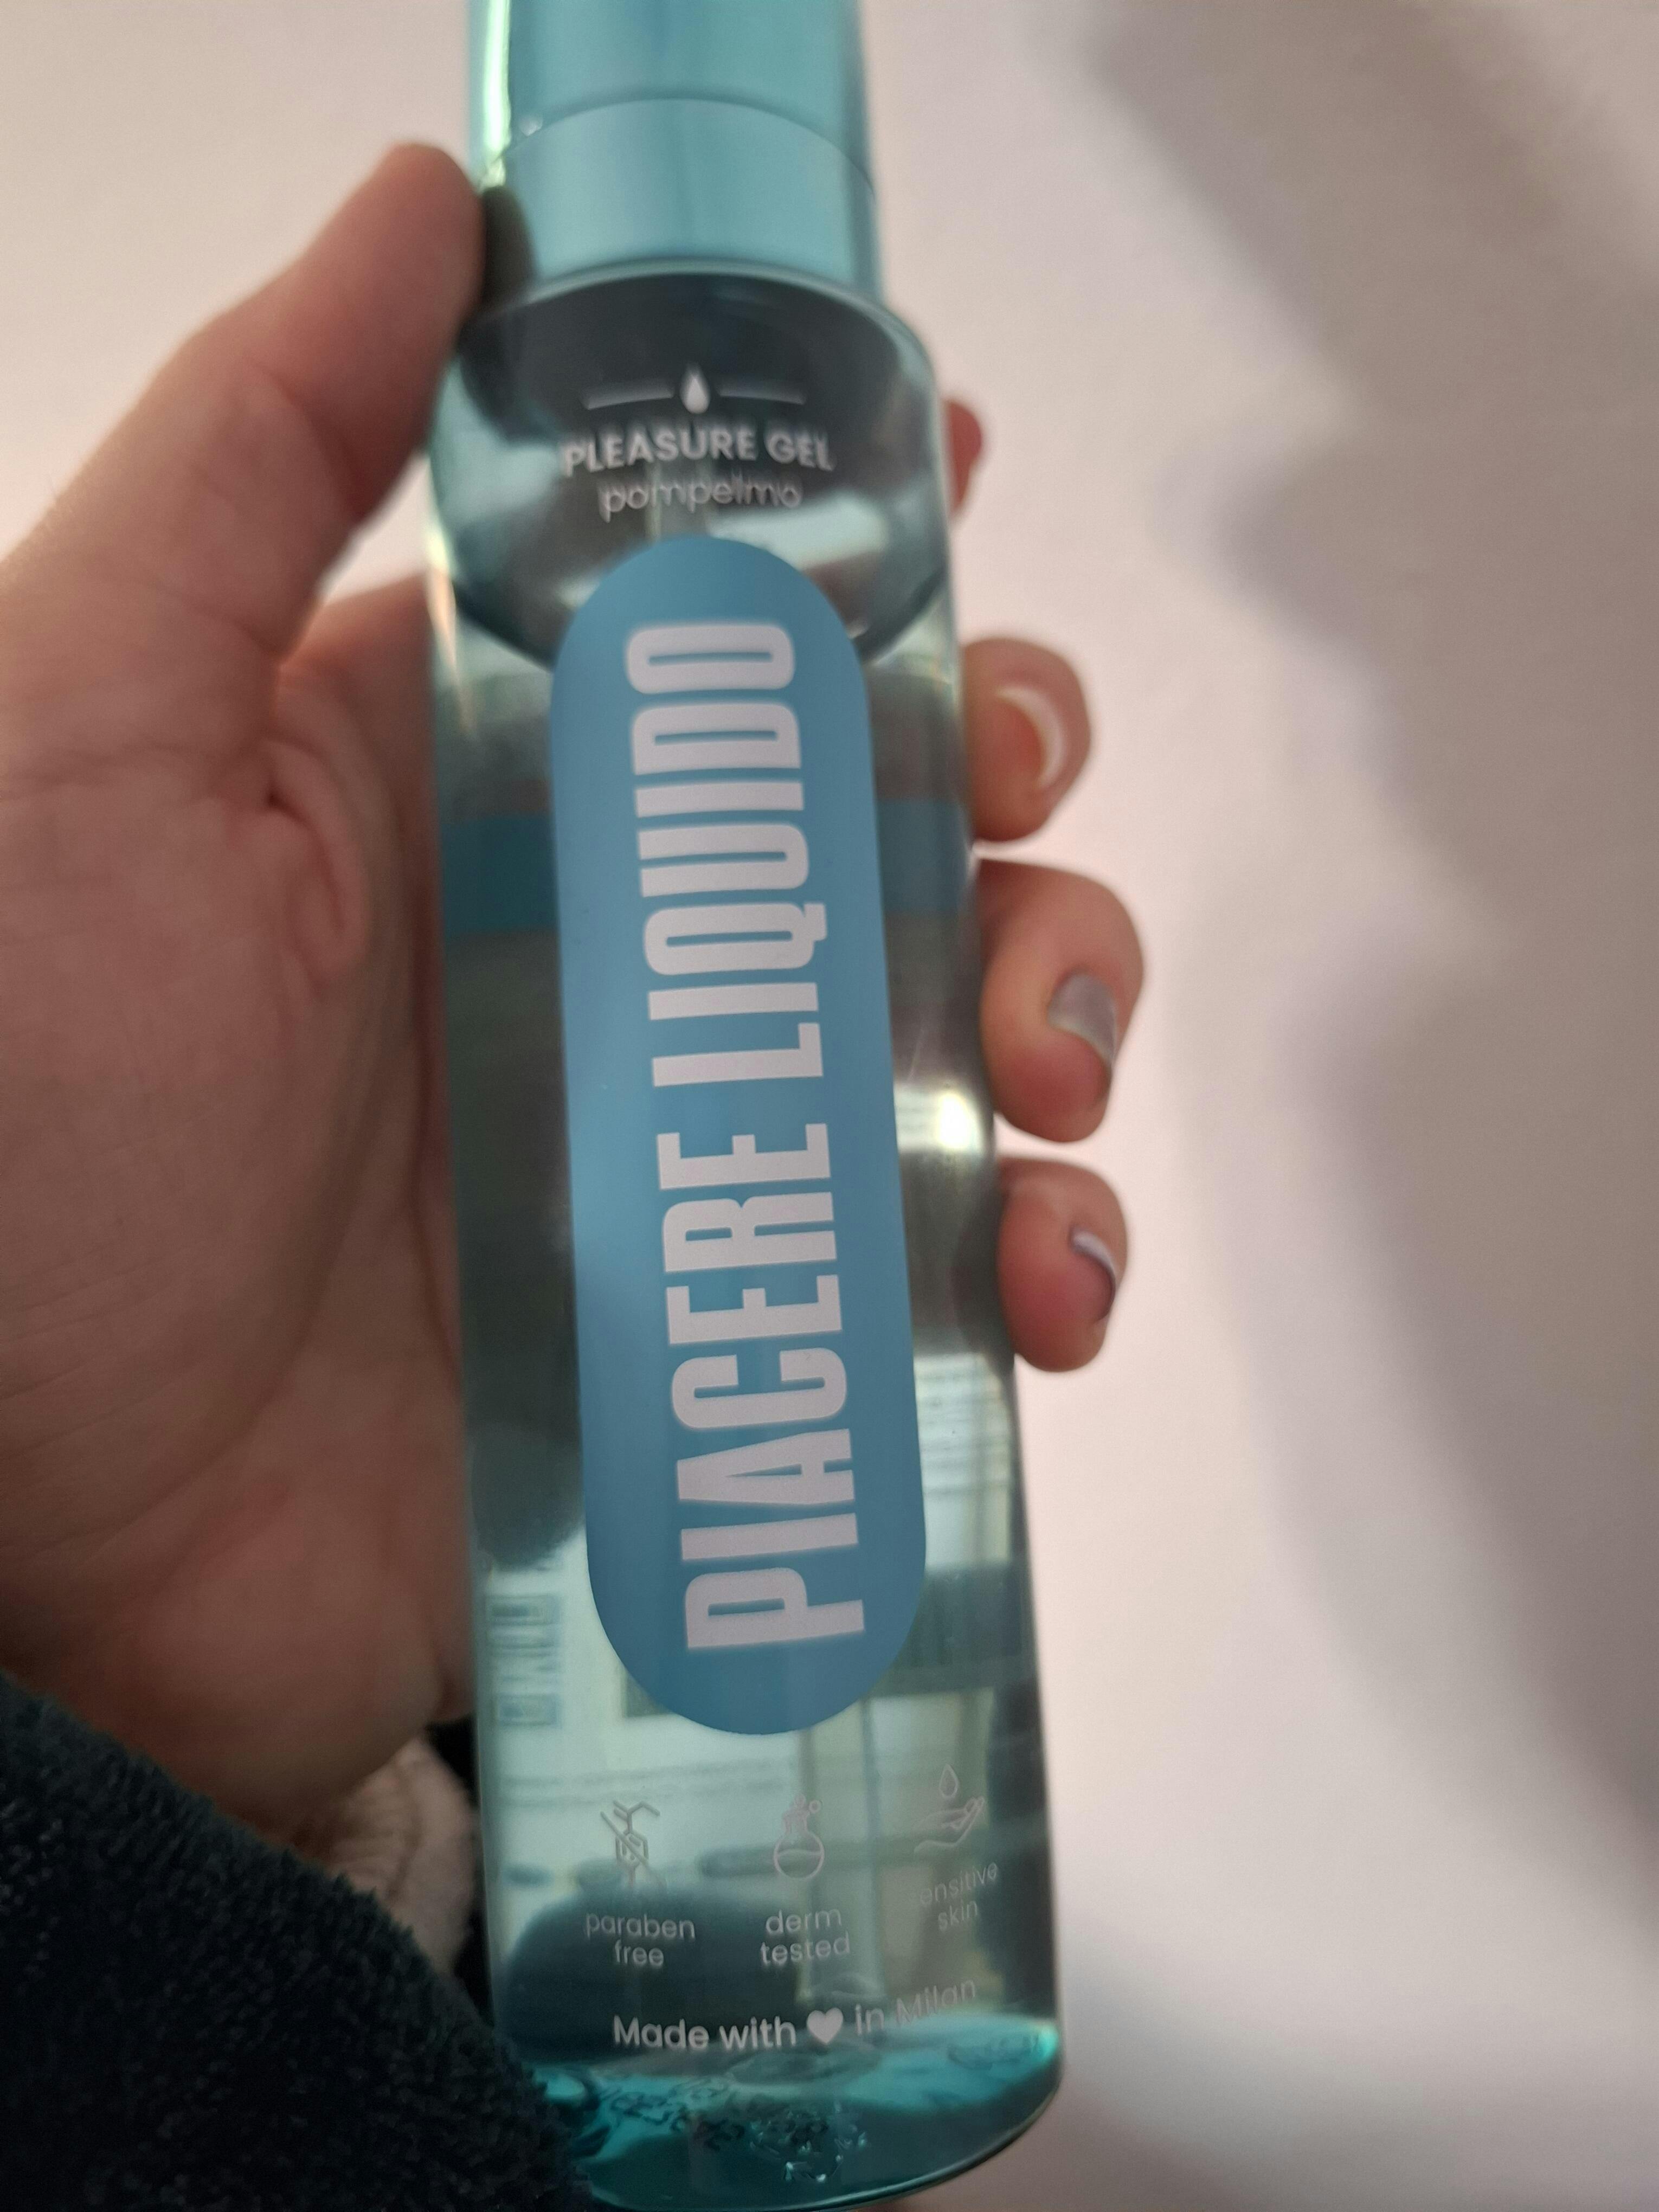 PLEASURE GEL
pompelmo
PIACERE LIQUIDO
paraben
free
derm
tested
sensitive
skin
Made with ❤ in Milan